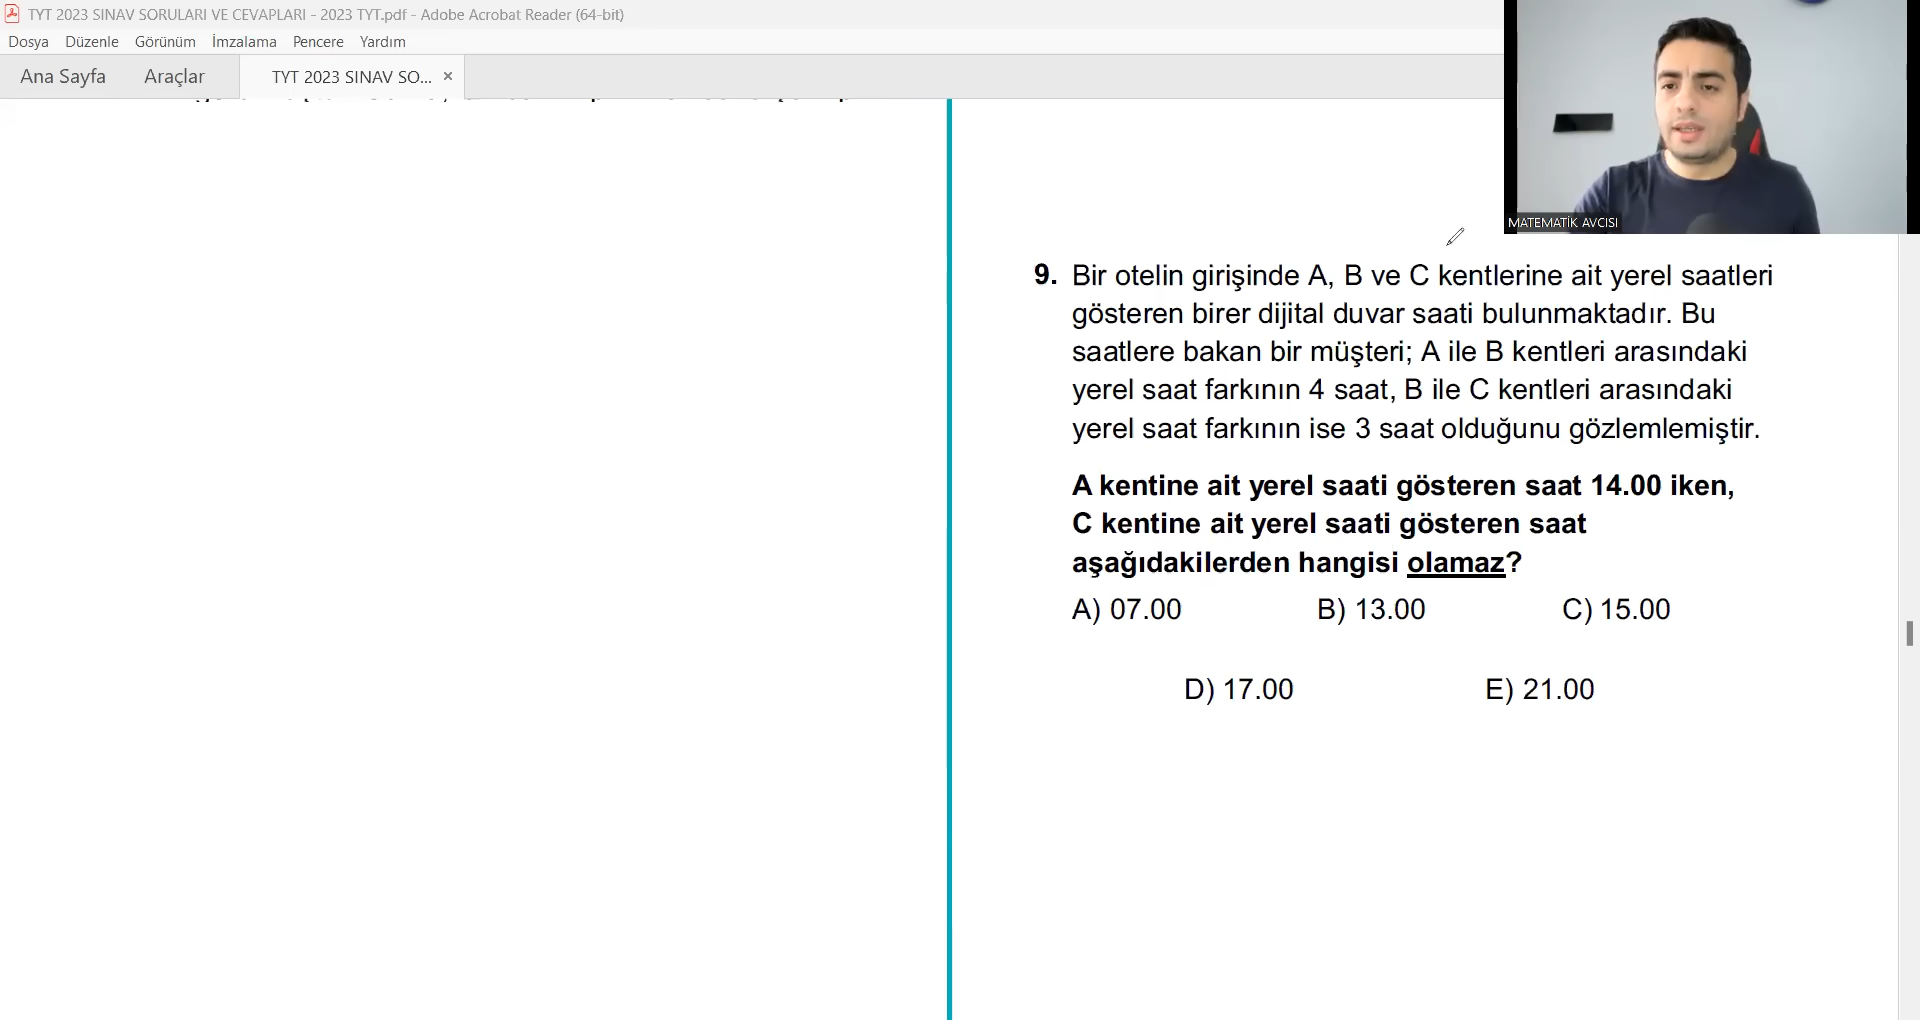 TYT 2023 SINAV SORULARI VE CEVAPLARI - 2023 TYT.pdf - Adobe Acrobat Reader (64-bit)
Dosya Düzenle Görünüm İmzalama Pencere Yardım
Ana Sayfa Araçlar TYT 2023 SINAV SO... ×
MATEMATİK AVCISI
9. Bir otelin girişinde A, B ve C kentlerine ait yerel saatleri
gösteren birer dijital duvar saati bulunmaktadır. Bu
saatlere bakan bir müşteri; A ile B kentleri arasındaki
yerel saat farkının 4 saat, B ile C kentleri arasındaki
yerel saat farkının ise 3 saat olduğunu gözlemlemiştir.
A kentine ait yerel saati gösteren saat 14.00 iken,
C kentine ait yerel saati gösteren saat
aşağıdakilerden hangisi olamaz?
A) 07.00 B) 13.00 C) 15.00
D) 17.00 E) 21.00